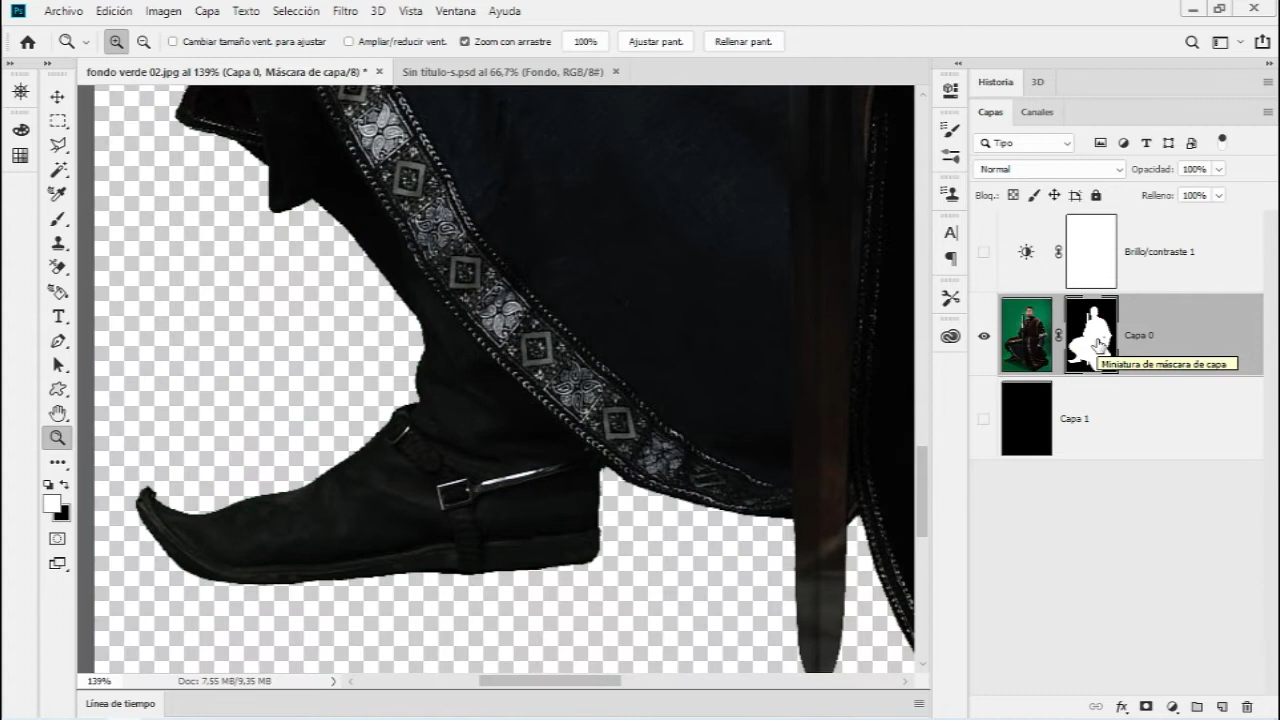 Ps Archivo Edición Imagen Capa Texto Selección Filtro 3D Vista Ventana Ayuda
Cambiar tamaño vent. para ajustar Ampliar/reducir vent. Zoom con arrastre 100% Ajustar pant. Rellenar pant.
fondo verde 02.jpg al 139% (Capa 0, Máscara de capa/8) * Sin título-s.psd al 66,7% (Fondo, RGB/8#)
Historia 3D
Capas Canales
Tipo
Normal Opacidad: 100%
Bloq.: Relleno: 100%
Brillo/contraste 1
Capa 0
Miniatura de máscara de capa
Capa 1
139% Doc: 7,55 MB/9,35 MB
Línea de tiempo